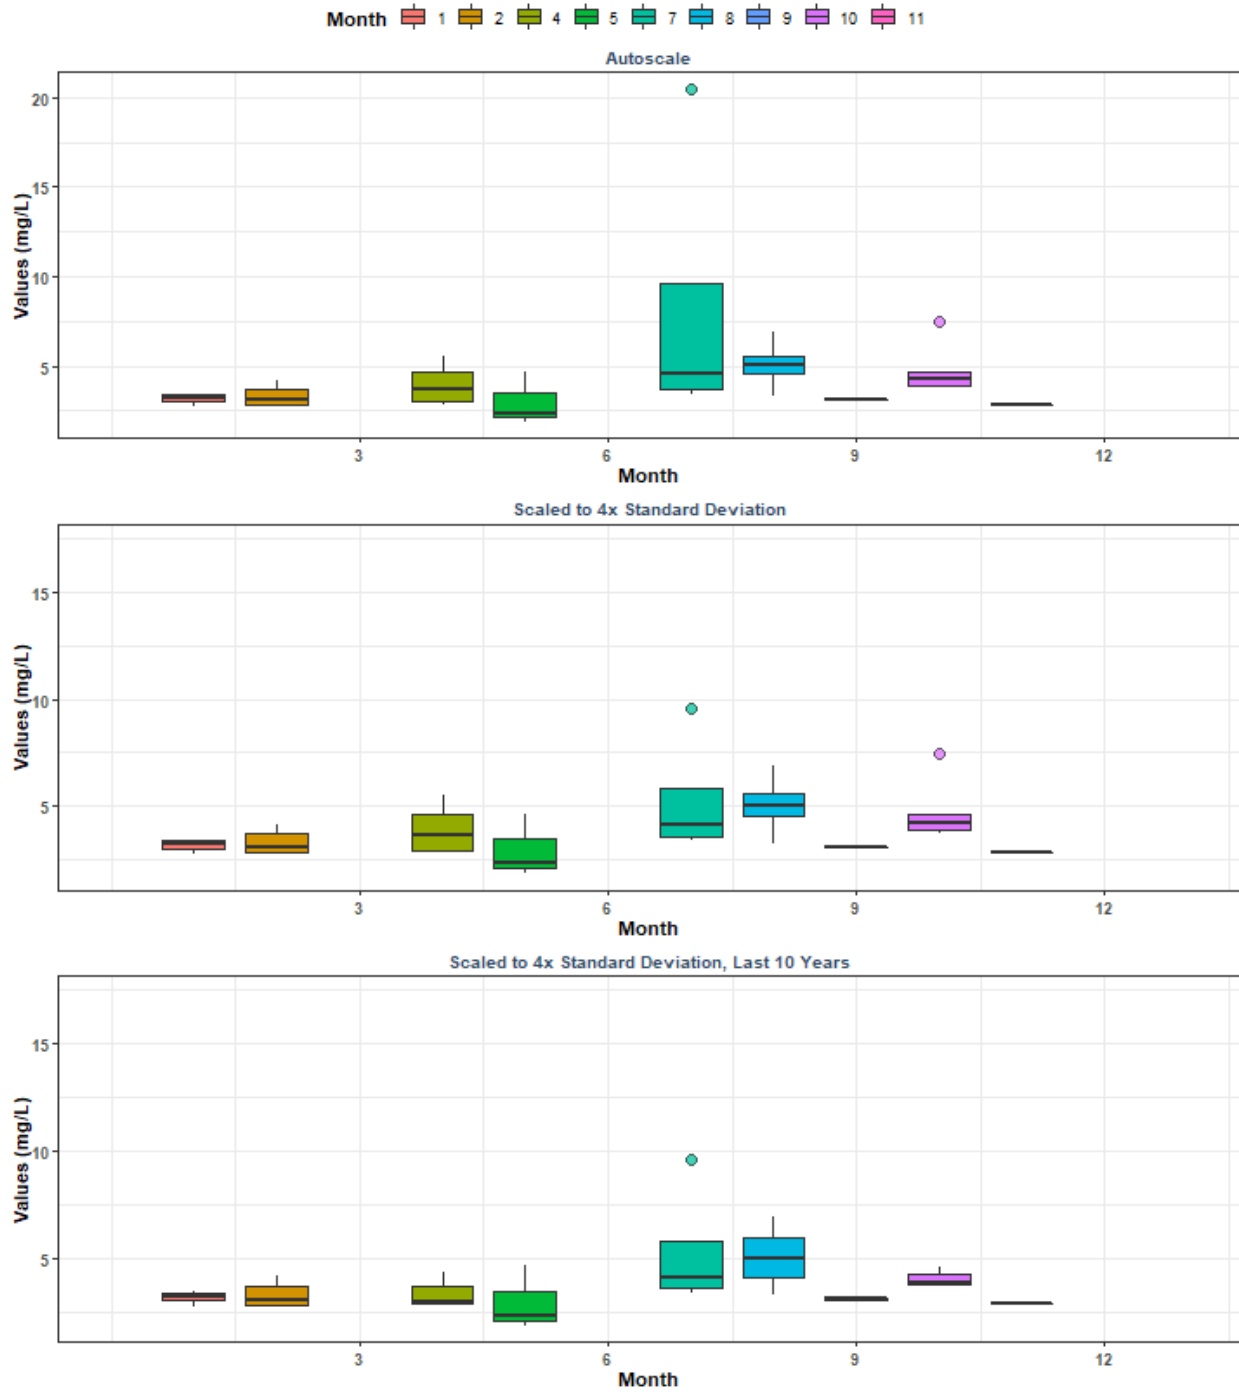 Month 1 2 4 5 7 8 9 10 11
Autoscale
Values (mg/L)
20
15
10
5
3 6 9 12
Month
Scaled to 4x Standard Deviation
Values (mg/L)
15
10
5
3 6 9 12
Month
Scaled to 4x Standard Deviation, Last 10 Years
Values (mg/L)
15
10
5
3 6 9 12
Month